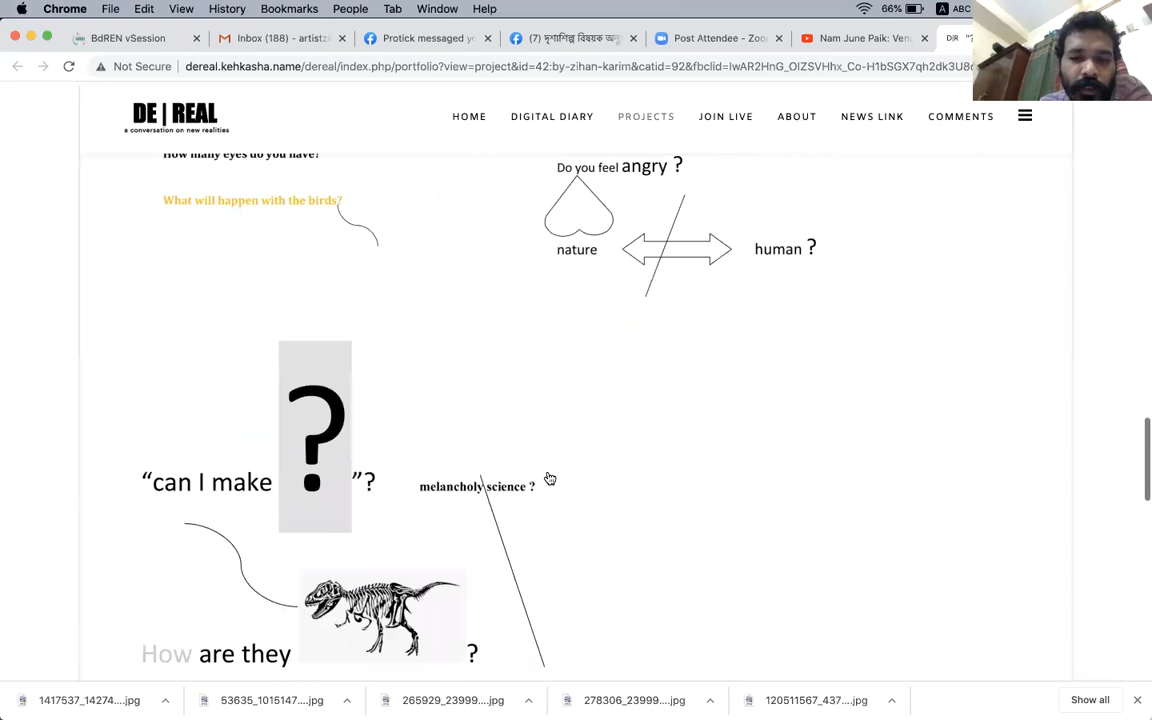 Chrome File Edit View History Bookmarks People Tab Window Help 66% A ABC
BdREN vSession Inbox (188) - artistzi Protick messaged y (7) দৃশ্যশিল্প বিষয়ক Post Attendee - Zoo Nam June Paik: Ven D|R
Not Secure dereal.kehkasha.name/dereal/index.php/portfolio?view=project&id=42:by-zihan-karim&catid=92&fbclid=IwAR2HnG_OIZSVHhx_Co-H1bSGX7qh2dk3U8
DE | REAL
a conversation on new realities
HOME DIGITAL DIARY PROJECTS JOIN LIVE ABOUT NEWS LINK COMMENTS
How many eyes do you have?
Do you feel angry ?
What will happen with the birds?
nature human ?
?
“can I make ”?
melancholy science ?
How are they ?
1417537_14274....jpg 53635_1015147....jpg 265929_23999....jpg 278306_23999....jpg 120511567_437....jpg Show all